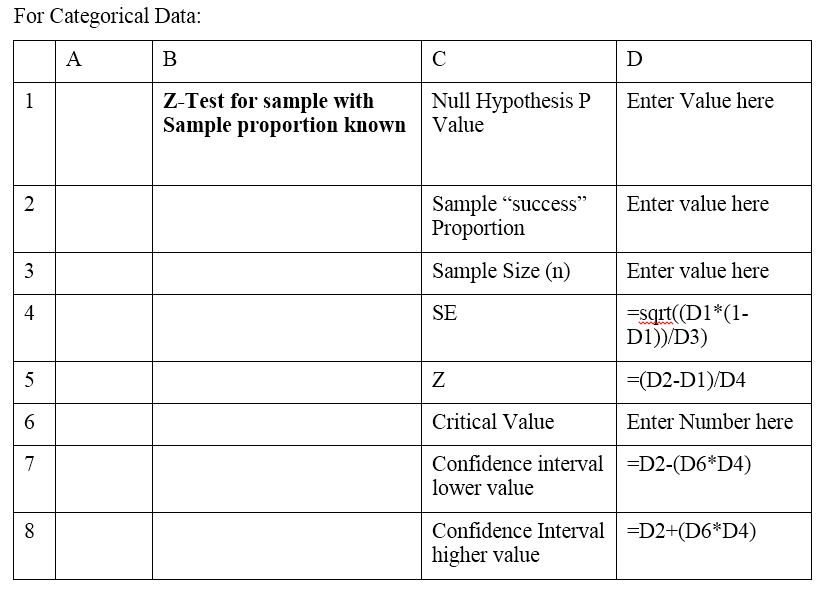 For Categorical Data:
A B C D
1 Z-Test for sample with Null Hypothesis P Enter Value here
Sample proportion known Value
2 Sample “success” Enter value here
Proportion
3 Sample Size (n) Enter value here
4 SE =sqrt((D1*(1-
D1))/D3)
5 Z =(D2-D1)/D4
6 Critical Value Enter Number here
7 Confidence interval =D2-(D6*D4)
lower value
8 Confidence Interval =D2+(D6*D4)
higher value